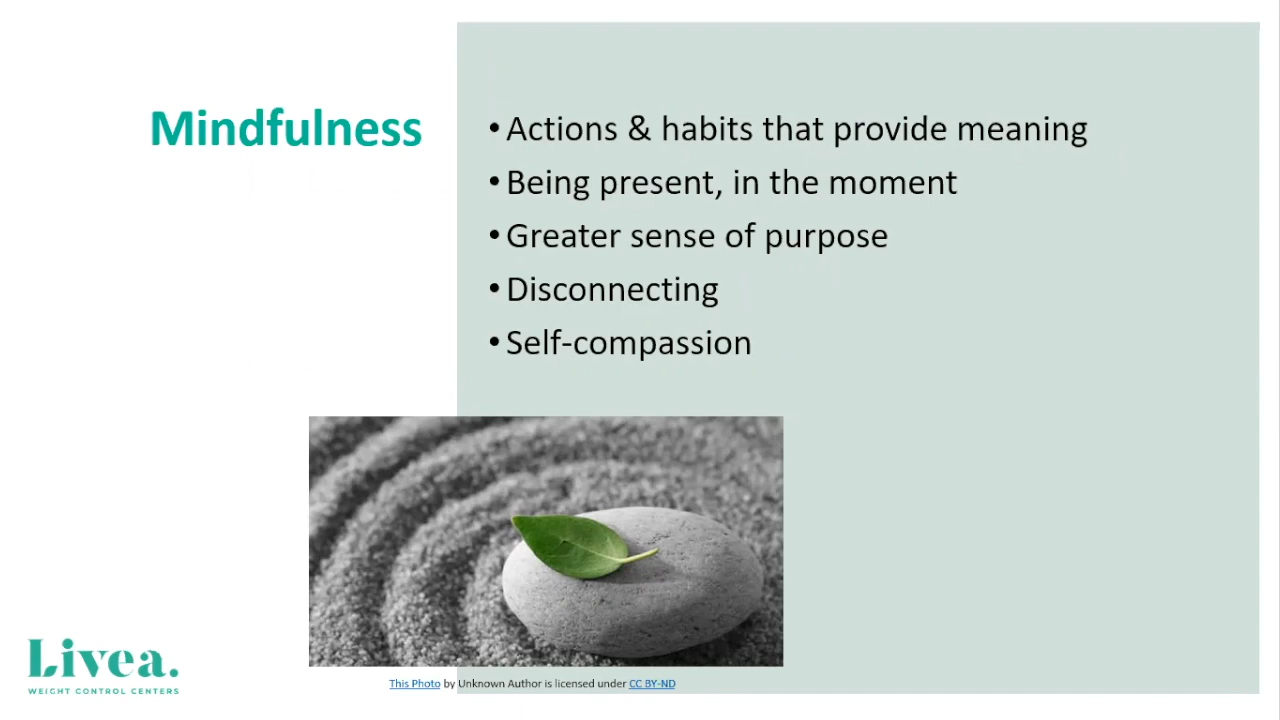 Mindfulness
• Actions & habits that provide meaning
• Being present, in the moment
• Greater sense of purpose
• Disconnecting
• Self-compassion
Livea.
WEIGHT CONTROL CENTERS
This Photo by Unknown Author is licensed under CC BY-ND